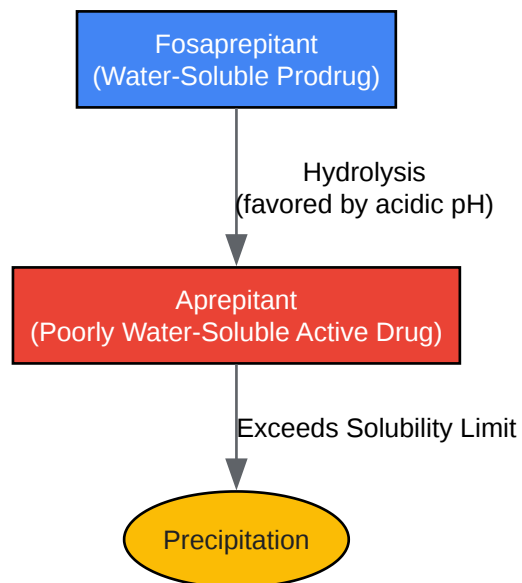 Fosaprepitant
(Water-Soluble Prodrug)
Hydrolysis
(favored by acidic pH)
Aprepitant
(Poorly Water-Soluble Active Drug)
Exceeds Solubility Limit
Precipitation